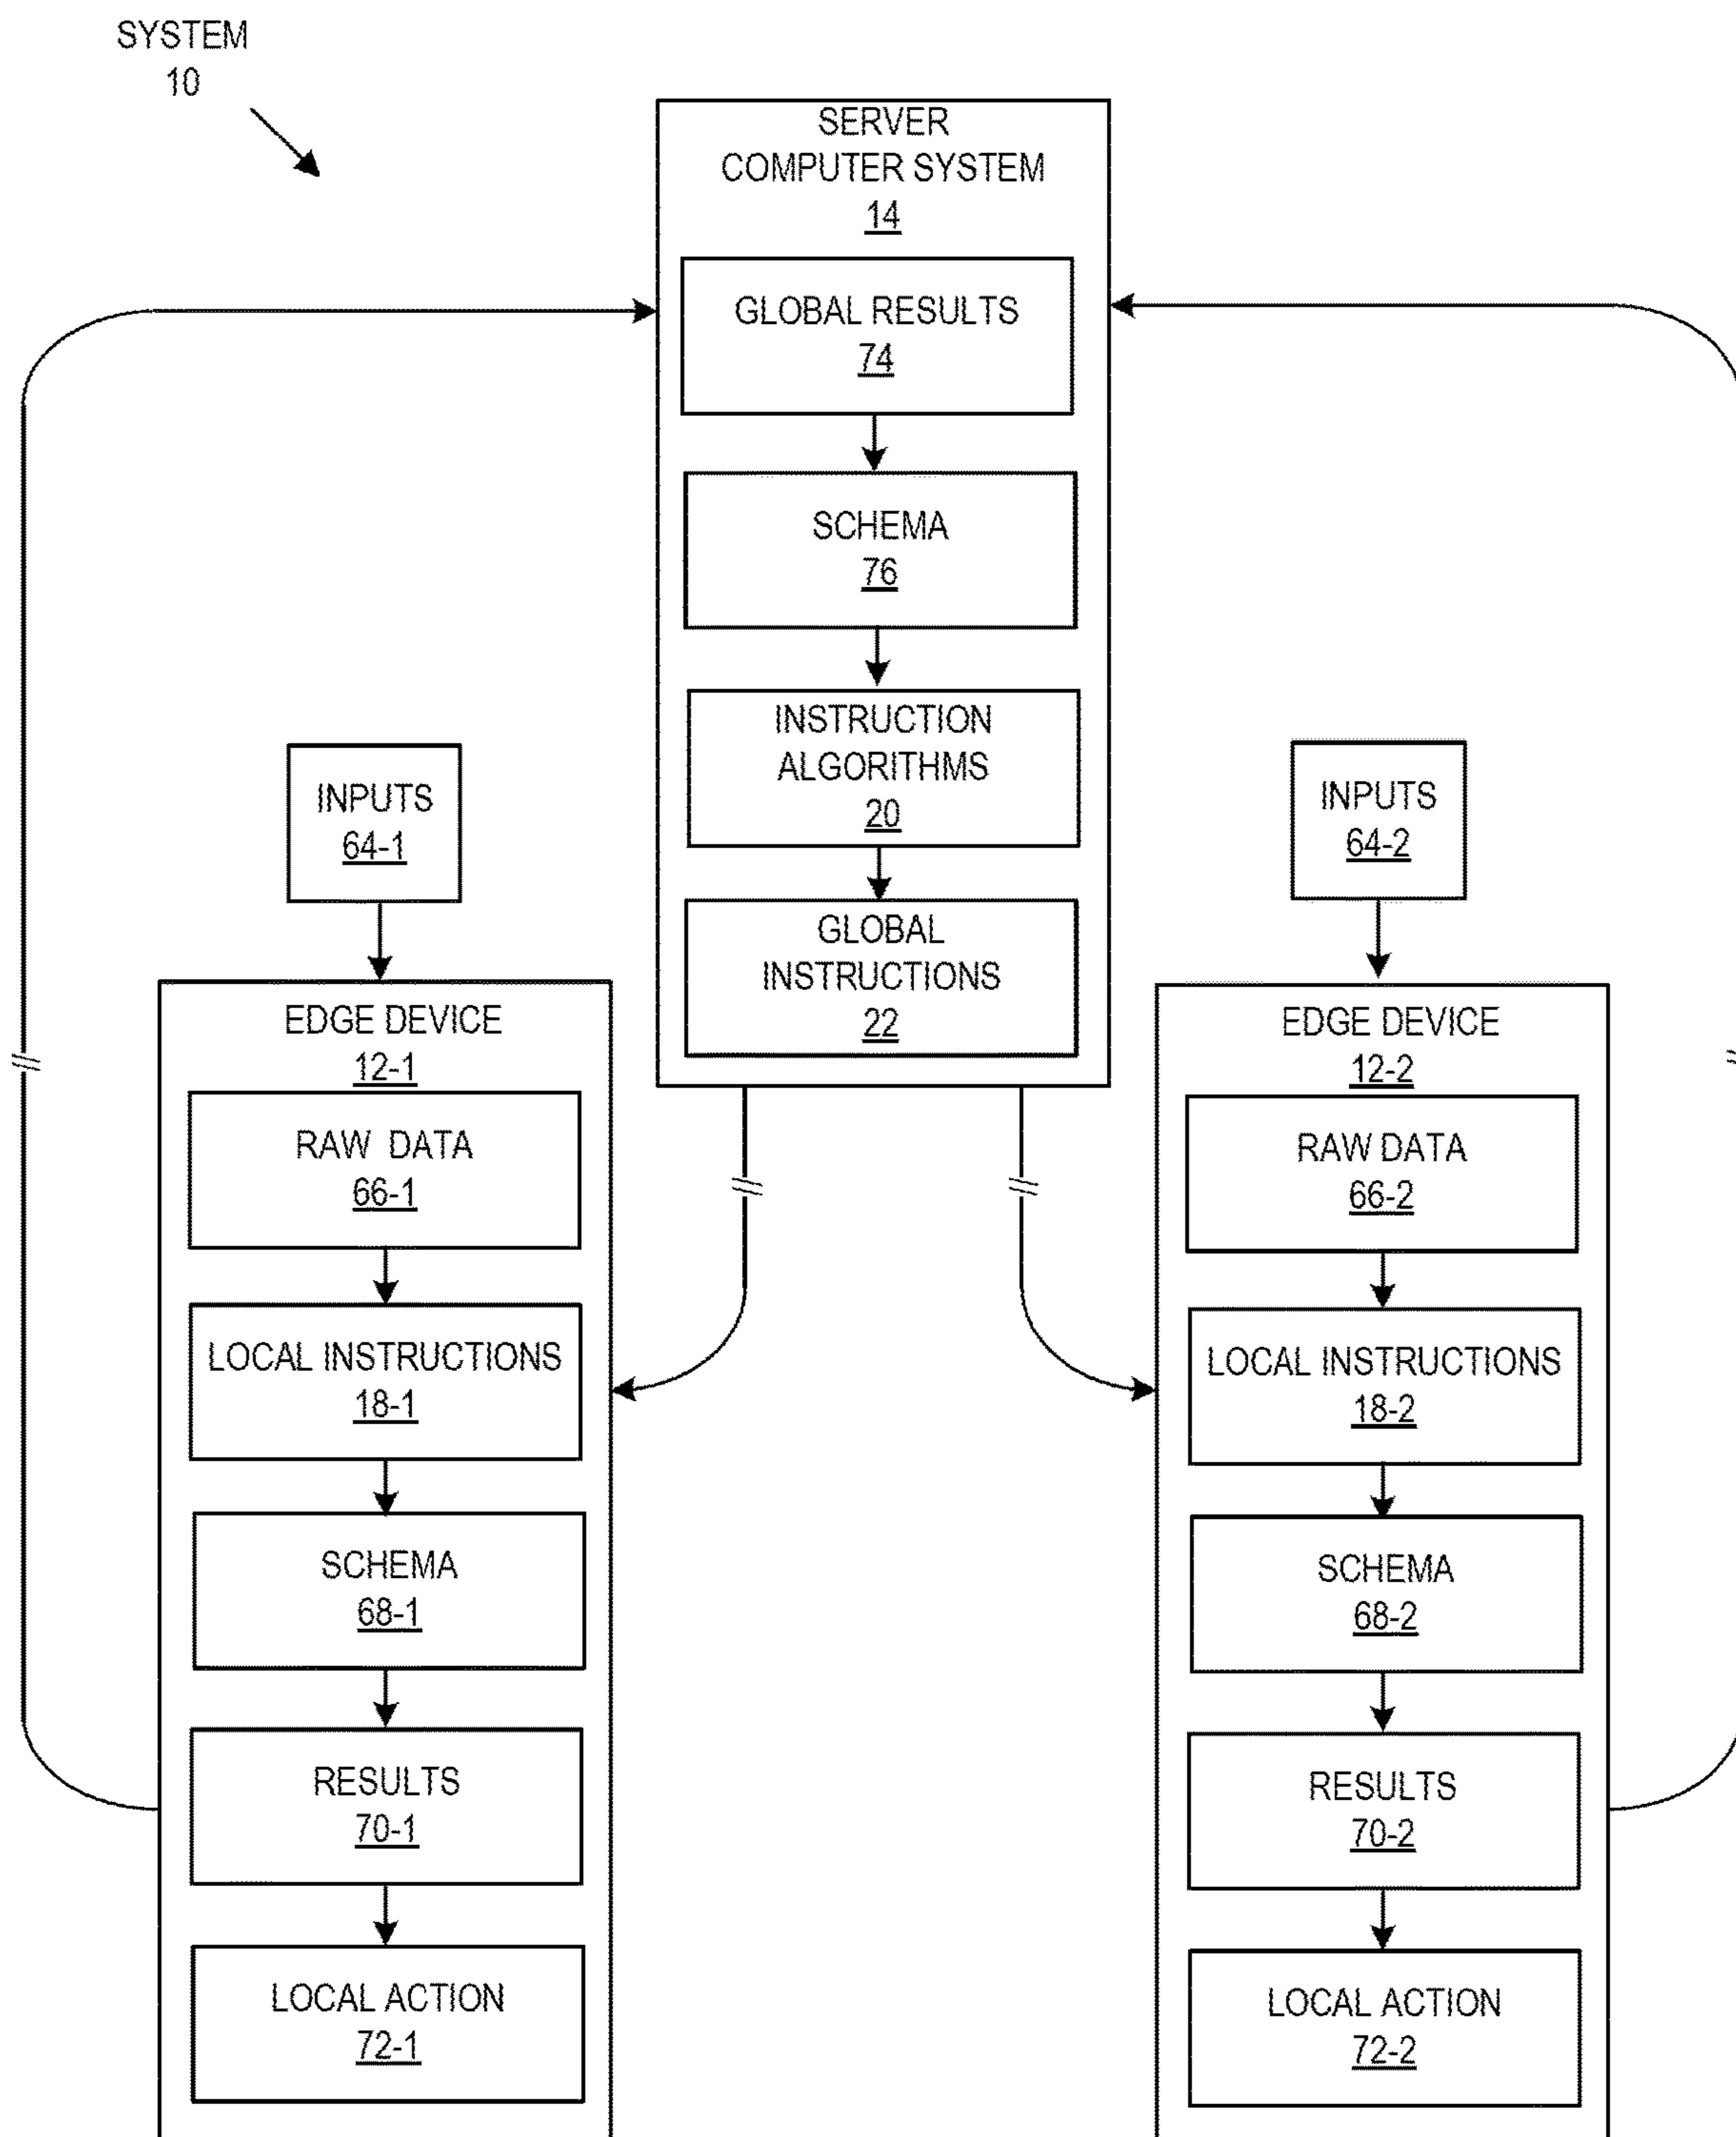 SYSTEM
10
SERVER
COMPUTER SYSTEM
14
GLOBAL RESULTS
74
SCHEMA
76
INSTRUCTION
ALGORITHMS
20
GLOBAL
INSTRUCTIONS
22
INPUTS
64-1
EDGE DEVICE
12-1
RAW DATA
66-1
LOCAL INSTRUCTIONS
18-1
SCHEMA
68-1
RESULTS
70-1
LOCAL ACTION
72-1
INPUTS
64-2
EDGE DEVICE
12-2
RAW DATA
66-2
LOCAL INSTRUCTIONS
18-2
SCHEMA
68-2
RESULTS
70-2
LOCAL ACTION
72-2